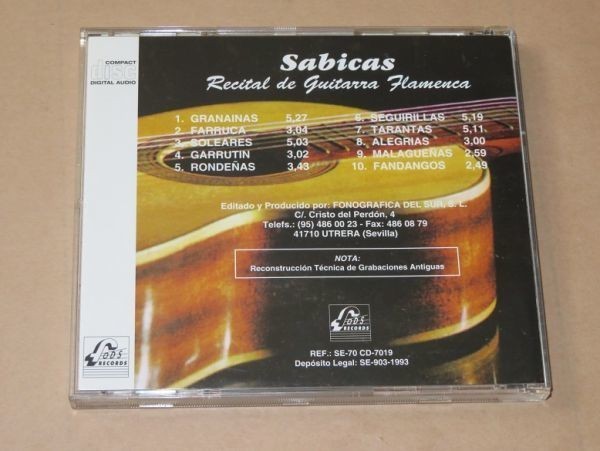 COMPACT
disc
DIGITAL AUDIO
Sabicas
Recital de Guitarra Flamenca
1. GRANAINAS 5,27
2. FARRUCA 3,04
3. SOLEARES 5,03
4. GARRUTIN 3,02
5. RONDEÑAS 3,43
6. SEGUIRILLAS 5,19
7. TARANTAS 5,11
8. ALEGRIAS 3,00
9. MALAGUEÑAS 2,59
10. FANDANGOS 2,49
Editado y Producido por: FONOGRAFICA DEL SUR, S. L.
C/. Cristo del Perdón, 4
Telefs.: (95) 486 00 23 - Fax: 486 08 79
41710 UTRERA (Sevilla)
NOTA:
Reconstrucción Técnica de Grabaciones Antiguas
RECORDS
RECORDS
REF.: SE-70 CD-7019
Depósito Legal: SE-903-1993